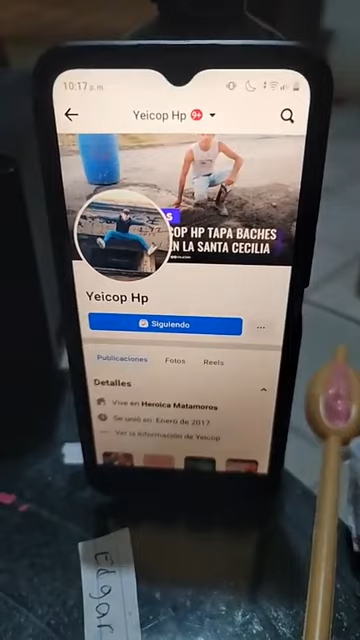 10:17 p.m.
Yeicop Hp 9+
S
COP HP TAPA BACHES
EN LA SANTA CECILIA
Yeicop Hp
Siguiendo
Publicaciones Fotos Reels
Detalles
Vive en Heroica Matamoros
Se unió en: Enero de 2017
Ver la información de Yeicop
Edgar